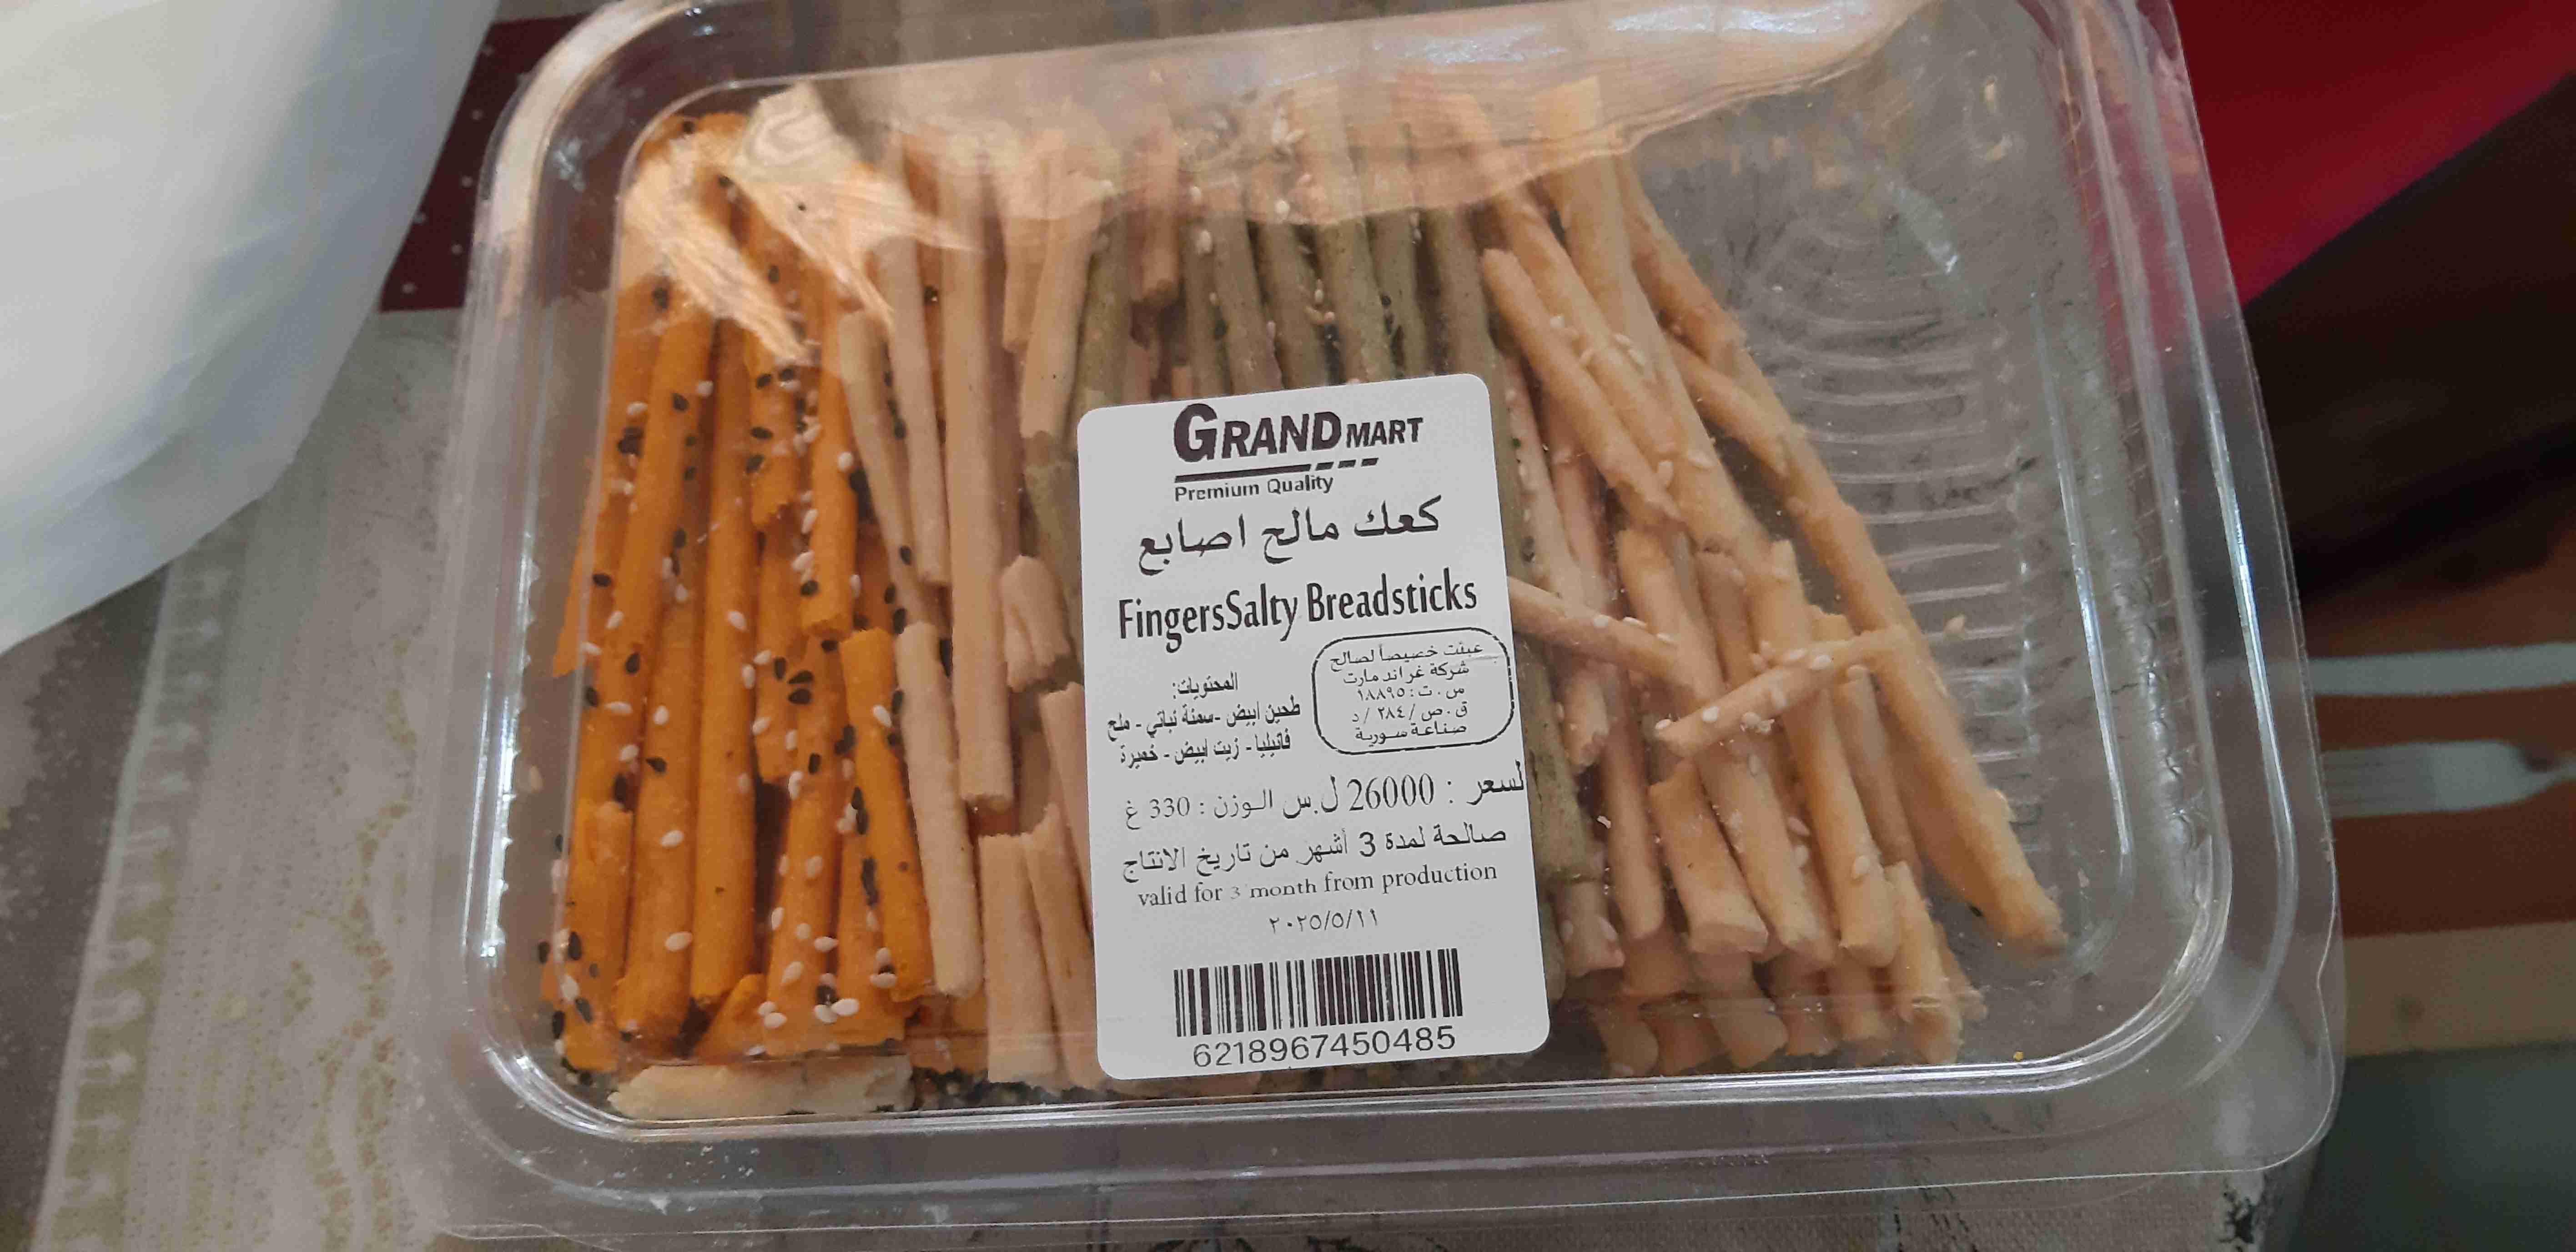 GRAND MART
Premium Quality
كعك مالح اصابع
FingersSalty Breadsticks
عبئت خصيصاً لصالح
شركة غراند مارت
س.ت: ١٨٨٩٥
ق.ص / ٢٨٤ / د
صناعة سورية
المحتويات:
طحين ابيض - سمنة نباتي - ملح
فانيليا - زيت ابيض - خميرة
لسعر : 26000 ل.س الوزن : 330 غ
صالحة لمدة 3 أشهر من تاريخ الانتاج
valid for 3 month from production
٢٠٢٥/٥/١١
6218967450485